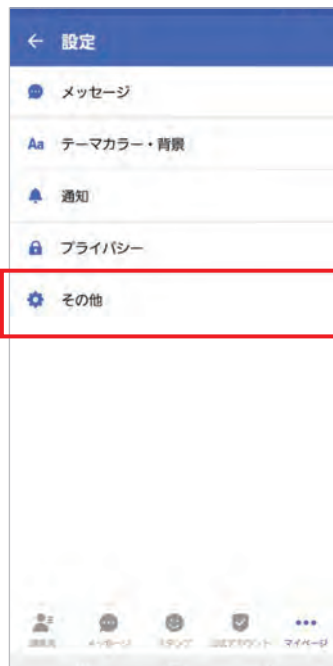 ← 設定
メッセージ
Aa テーマカラー・背景
通知
プライバシー
その他
マイページ